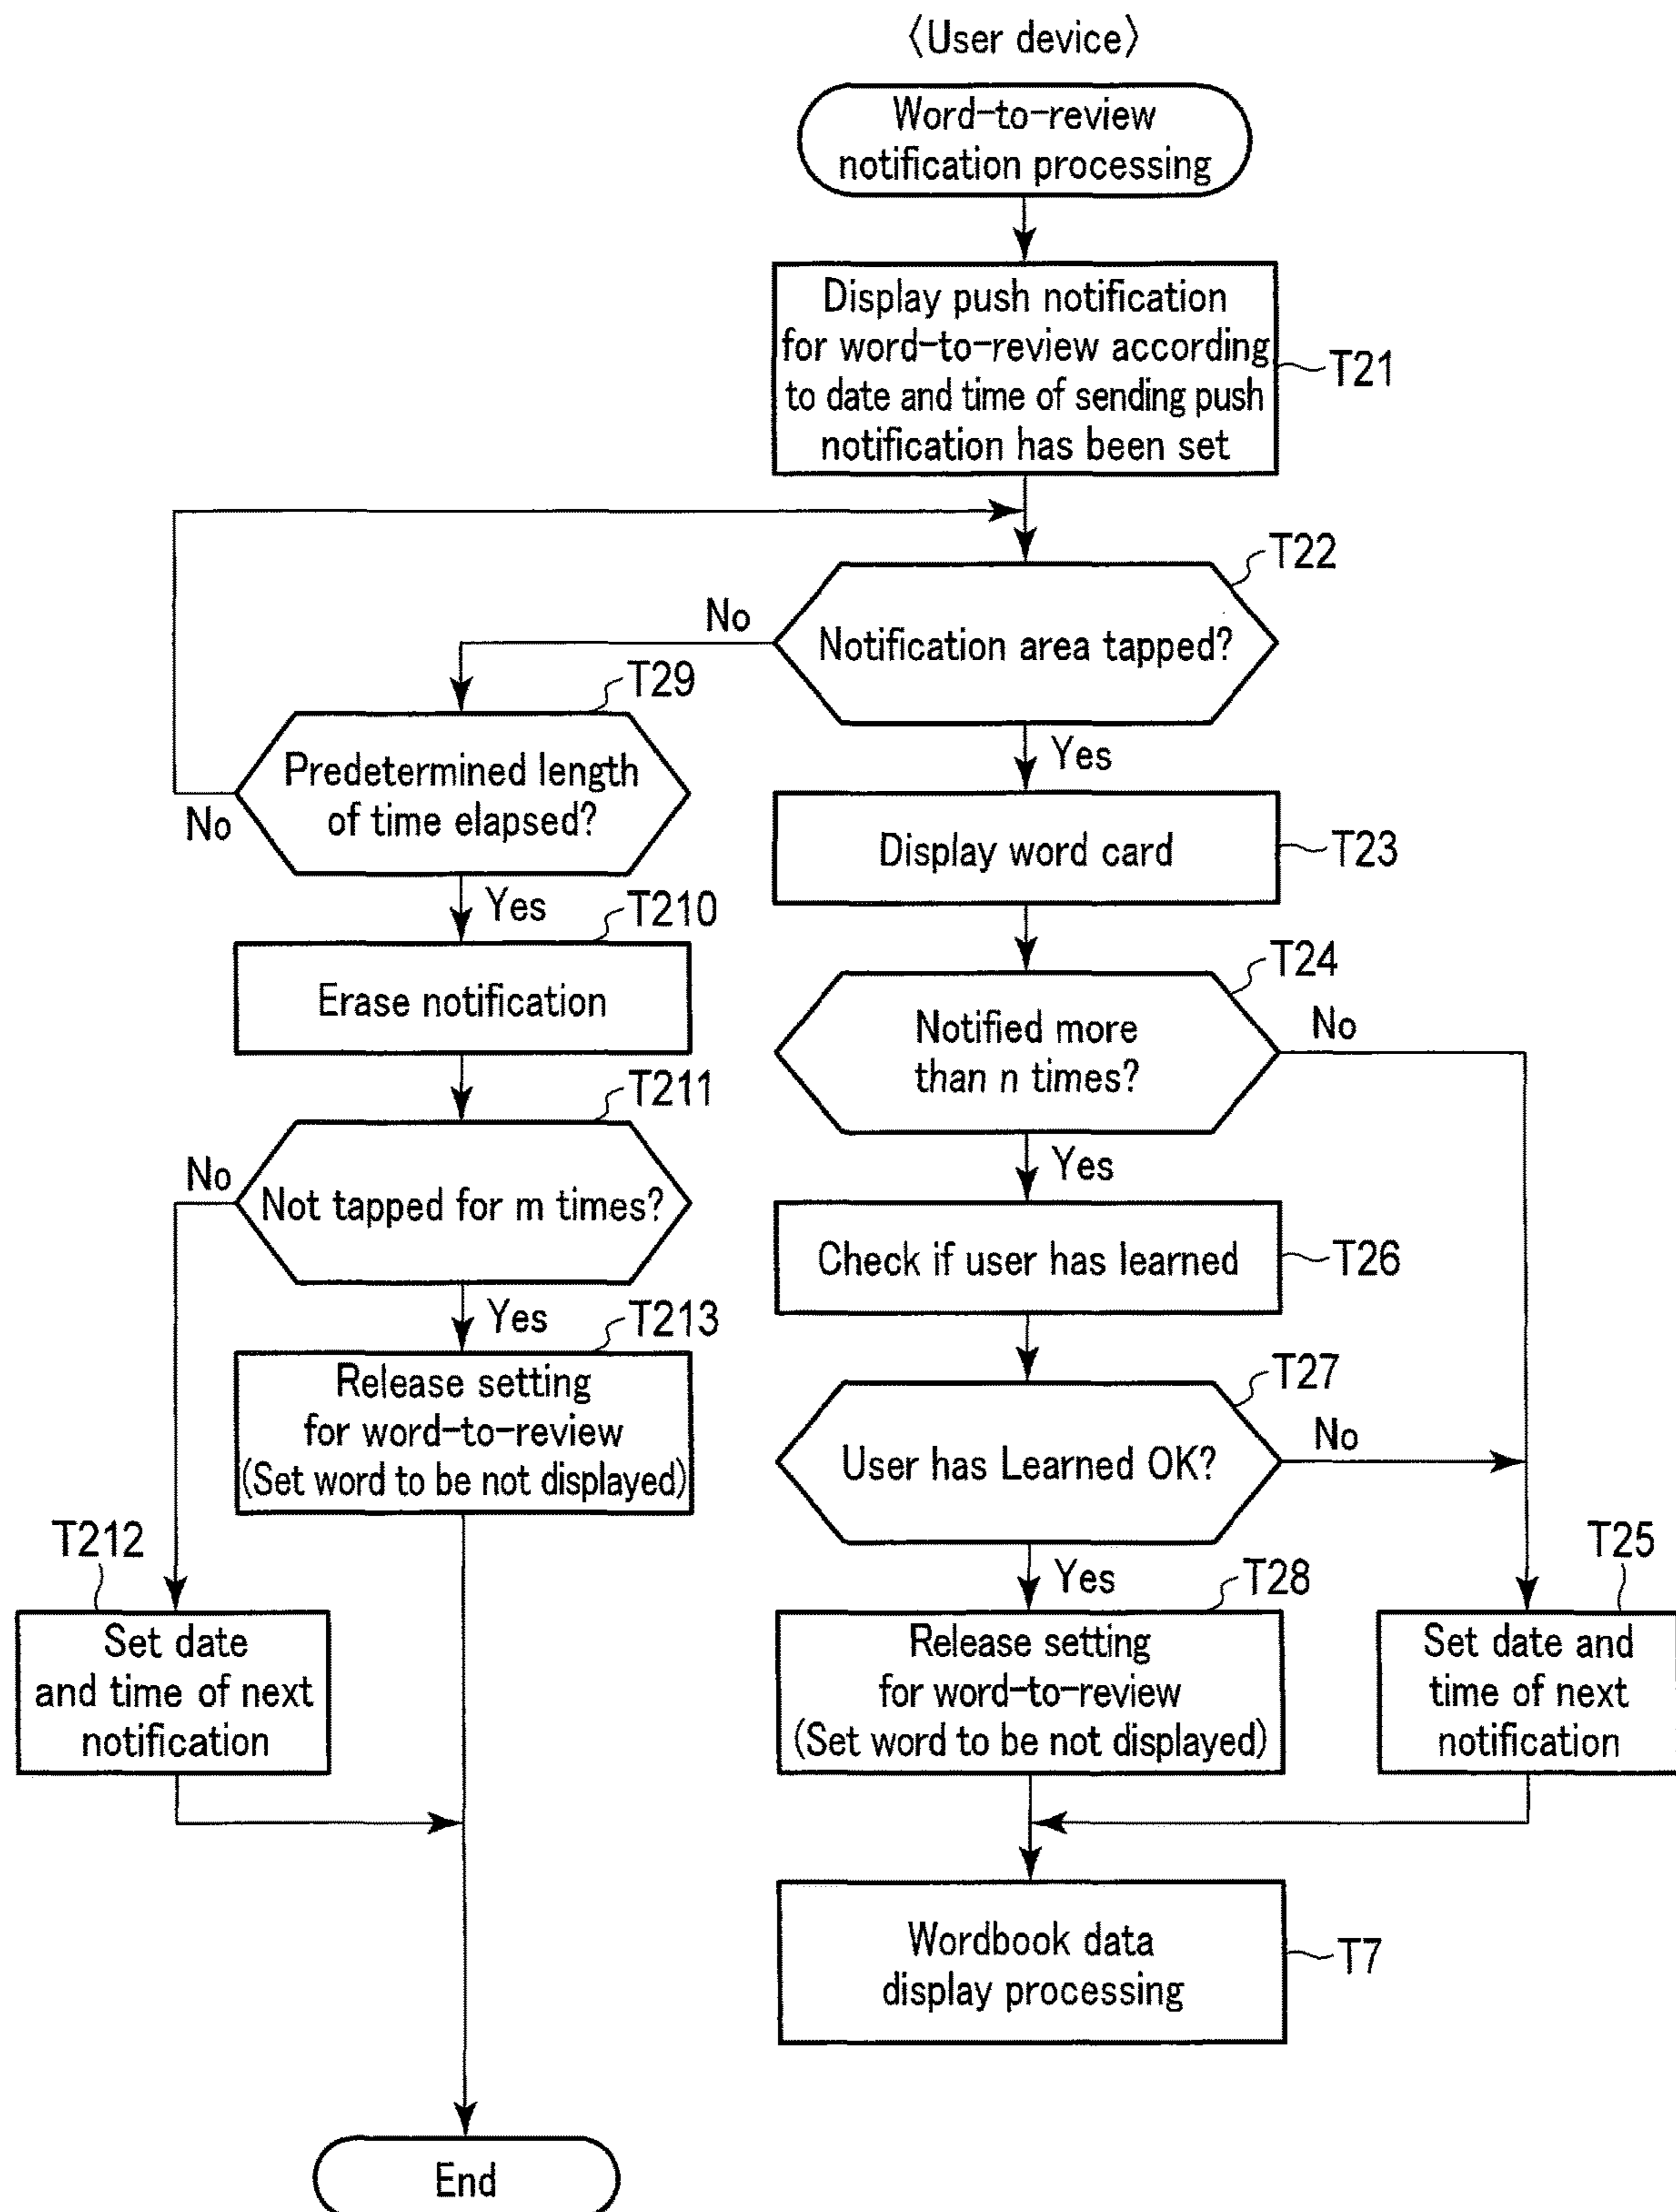 〈User device〉
Word-to-review
notification processing
Display push notification
for word-to-review according
to date and time of sending push
notification has been set
T21
T22
Notification area tapped?
No
Yes
T29
Predetermined length
of time elapsed?
No
Yes
Display word card
T23
T210
Erase notification
T24
Notified more
than n times?
No
Yes
T211
Not tapped for m times?
No
Yes
Check if user has learned
T26
T213
Release setting
for word-to-review
(Set word to be not displayed)
T27
User has Learned OK?
No
Yes
T212
Set date
and time of next
notification
T28
Release setting
for word-to-review
(Set word to be not displayed)
T25
Set date and
time of next
notification
Wordbook data
display processing
T7
End